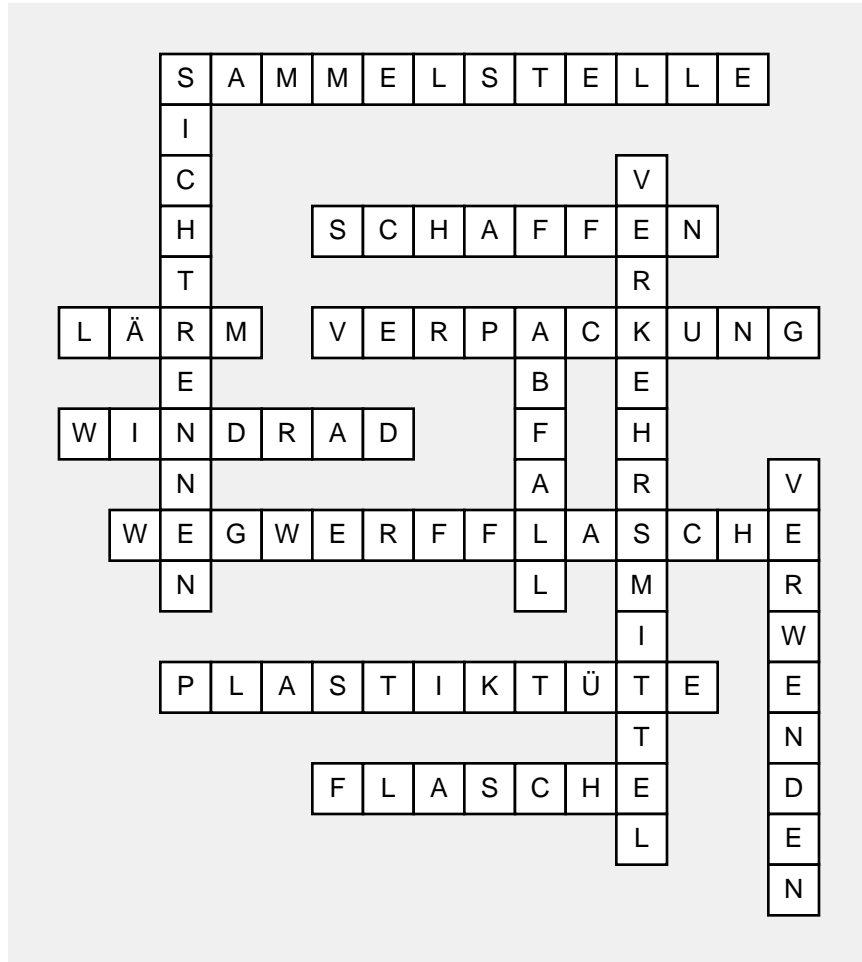 SAMMELSTELLE
SICHTRENNEN
VERKEHRSMITTEL
SCHAFFEN
LÄRM
VERPACKUNG
ABFALL
WINDRAD
VERWENDEN
WEGWERFFLASCHE
PLASTIKTÜTE
FLASCHE